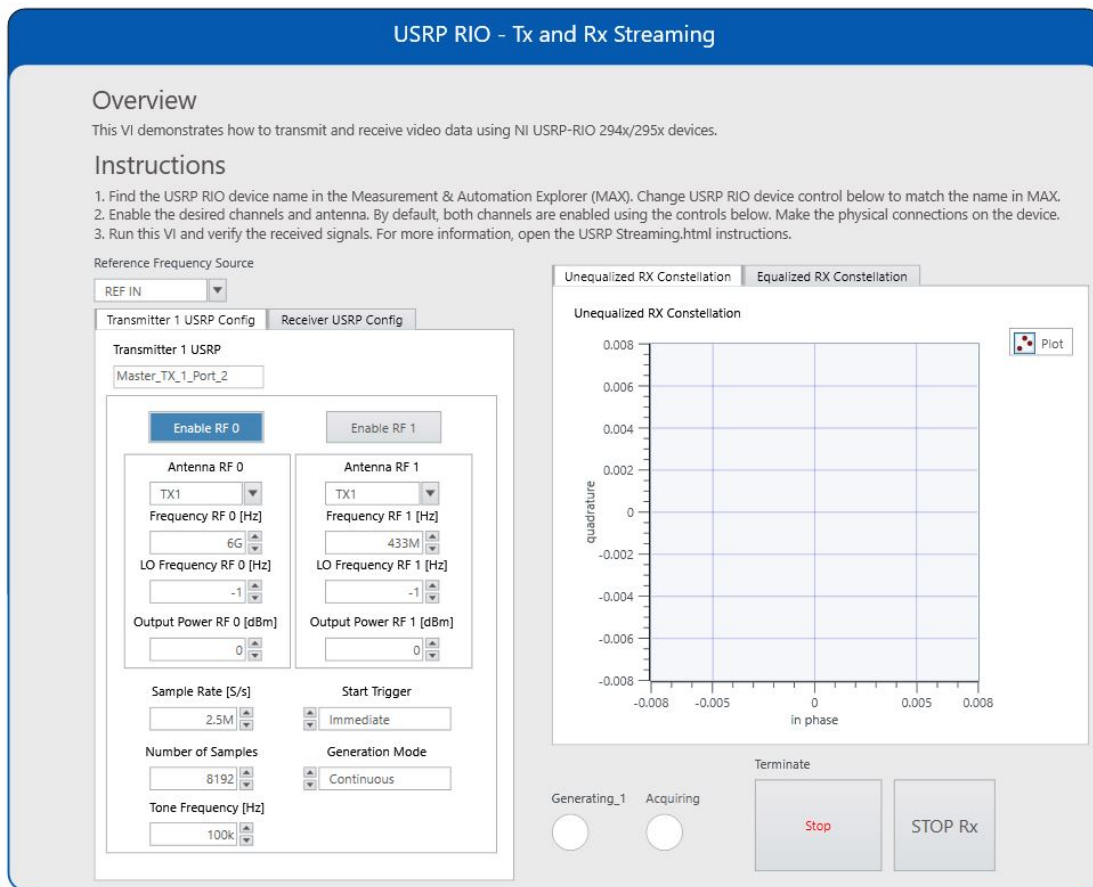 USRP RIO - Tx and Rx Streaming
Overview
This VI demonstrates how to transmit and receive video data using NI USRP-RIO 294x/295x devices.
Instructions
1. Find the USRP RIO device name in the Measurement & Automation Explorer (MAX). Change USRP RIO device control below to match the name in MAX.
2. Enable the desired channels and antenna. By default, both channels are enabled using the controls below. Make the physical connections on the device.
3. Run this VI and verify the received signals. For more information, open the USRP Streaming.html instructions.
Reference Frequency Source
REF IN
Transmitter 1 USRP Config
Receiver USRP Config
Transmitter 1 USRP
Master_TX_1_Port_2
Enable RF 0
Enable RF 1
Antenna RF 0
Antenna RF 1
TX1
TX1
Frequency RF 0 [Hz]
Frequency RF 1 [Hz]
6G
433M
LO Frequency RF 0 [Hz]
LO Frequency RF 1 [Hz]
-1
-1
Output Power RF 0 [dBm]
Output Power RF 1 [dBm]
0
0
Sample Rate [S/s]
Start Trigger
2.5M
Immediate
Number of Samples
Generation Mode
8192
Continuous
Tone Frequency [Hz]
100k
Unequalized RX Constellation
Equalized RX Constellation
Unequalized RX Constellation
Plot
0.008
0.006
0.004
0.002
0
-0.002
-0.004
-0.006
-0.008
quadrature
-0.008
-0.005
0
0.005
0.008
in phase
Terminate
Generating_1
Acquiring
Stop
STOP Rx